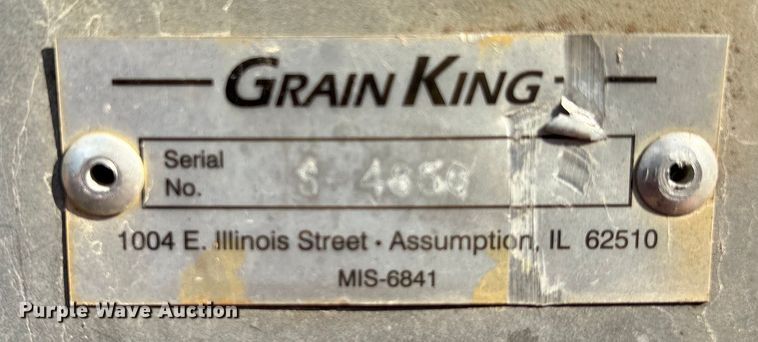 GRAIN KING
Serial
No.
1004 E. Illinois Street • Assumption, IL 62510
MIS-6841
Purple Wave Auction